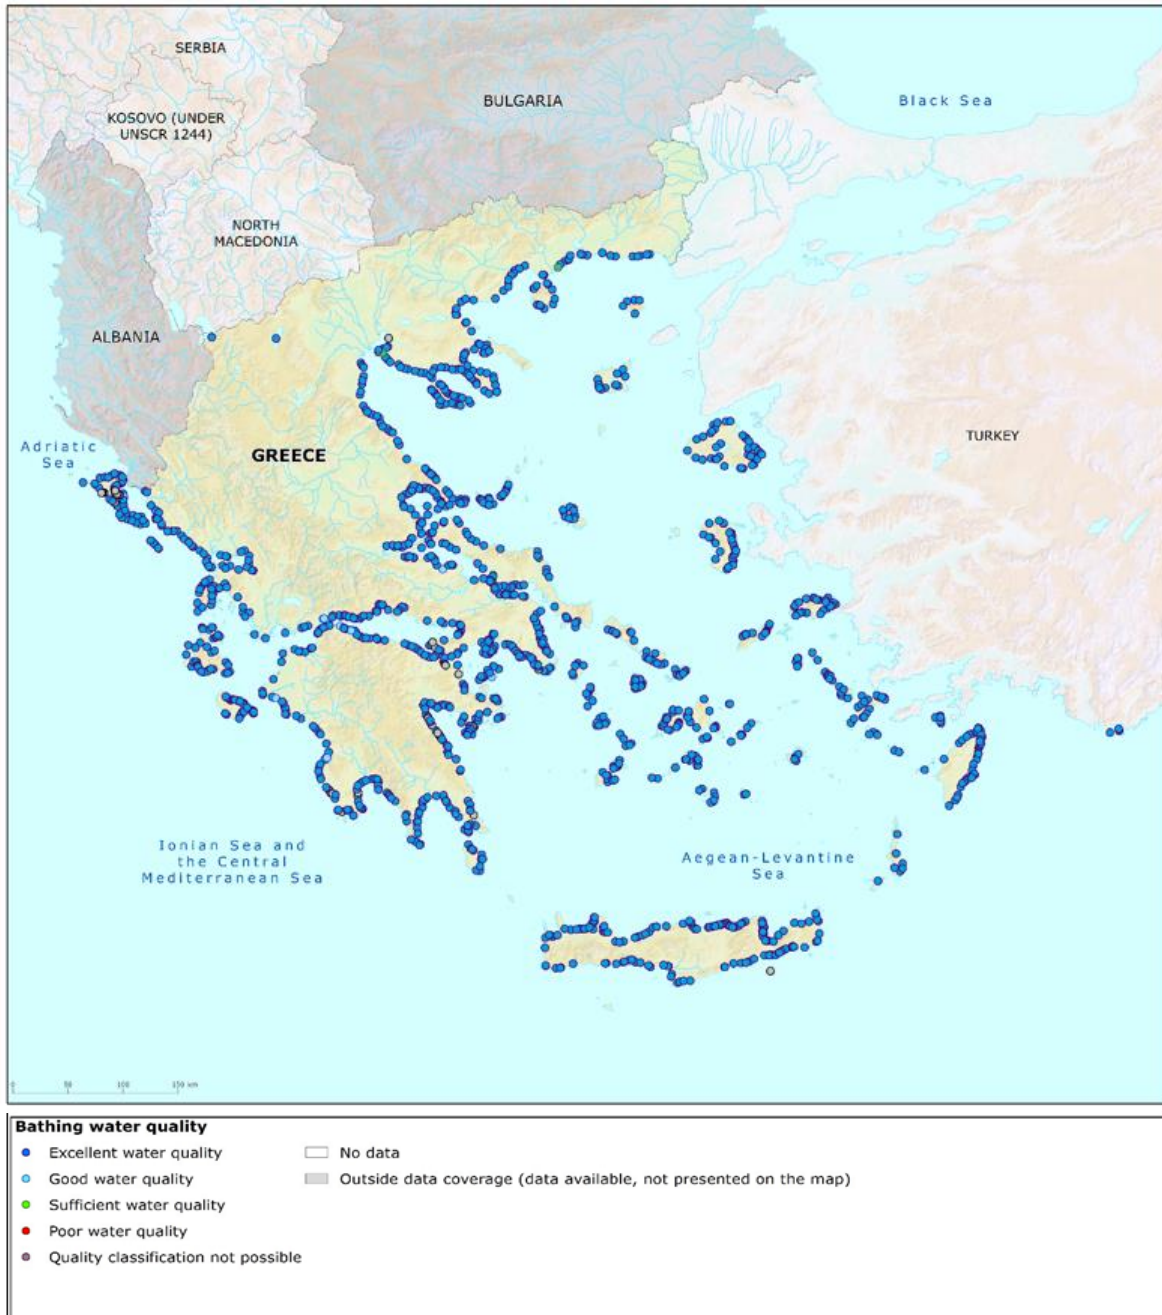 SERBIA
BULGARIA
Black Sea
KOSOVO (UNDER
UNSCR 1244)
NORTH
MACEDONIA
ALBANIA
TURKEY
Adriatic
Sea
GREECE
Ionian Sea and
the Central
Mediterranean Sea
Aegean-Levantine
Sea
0 50 100 150 km
Bathing water quality
Excellent water quality
No data
Good water quality
Outside data coverage (data available, not presented on the map)
Sufficient water quality
Poor water quality
Quality classification not possible